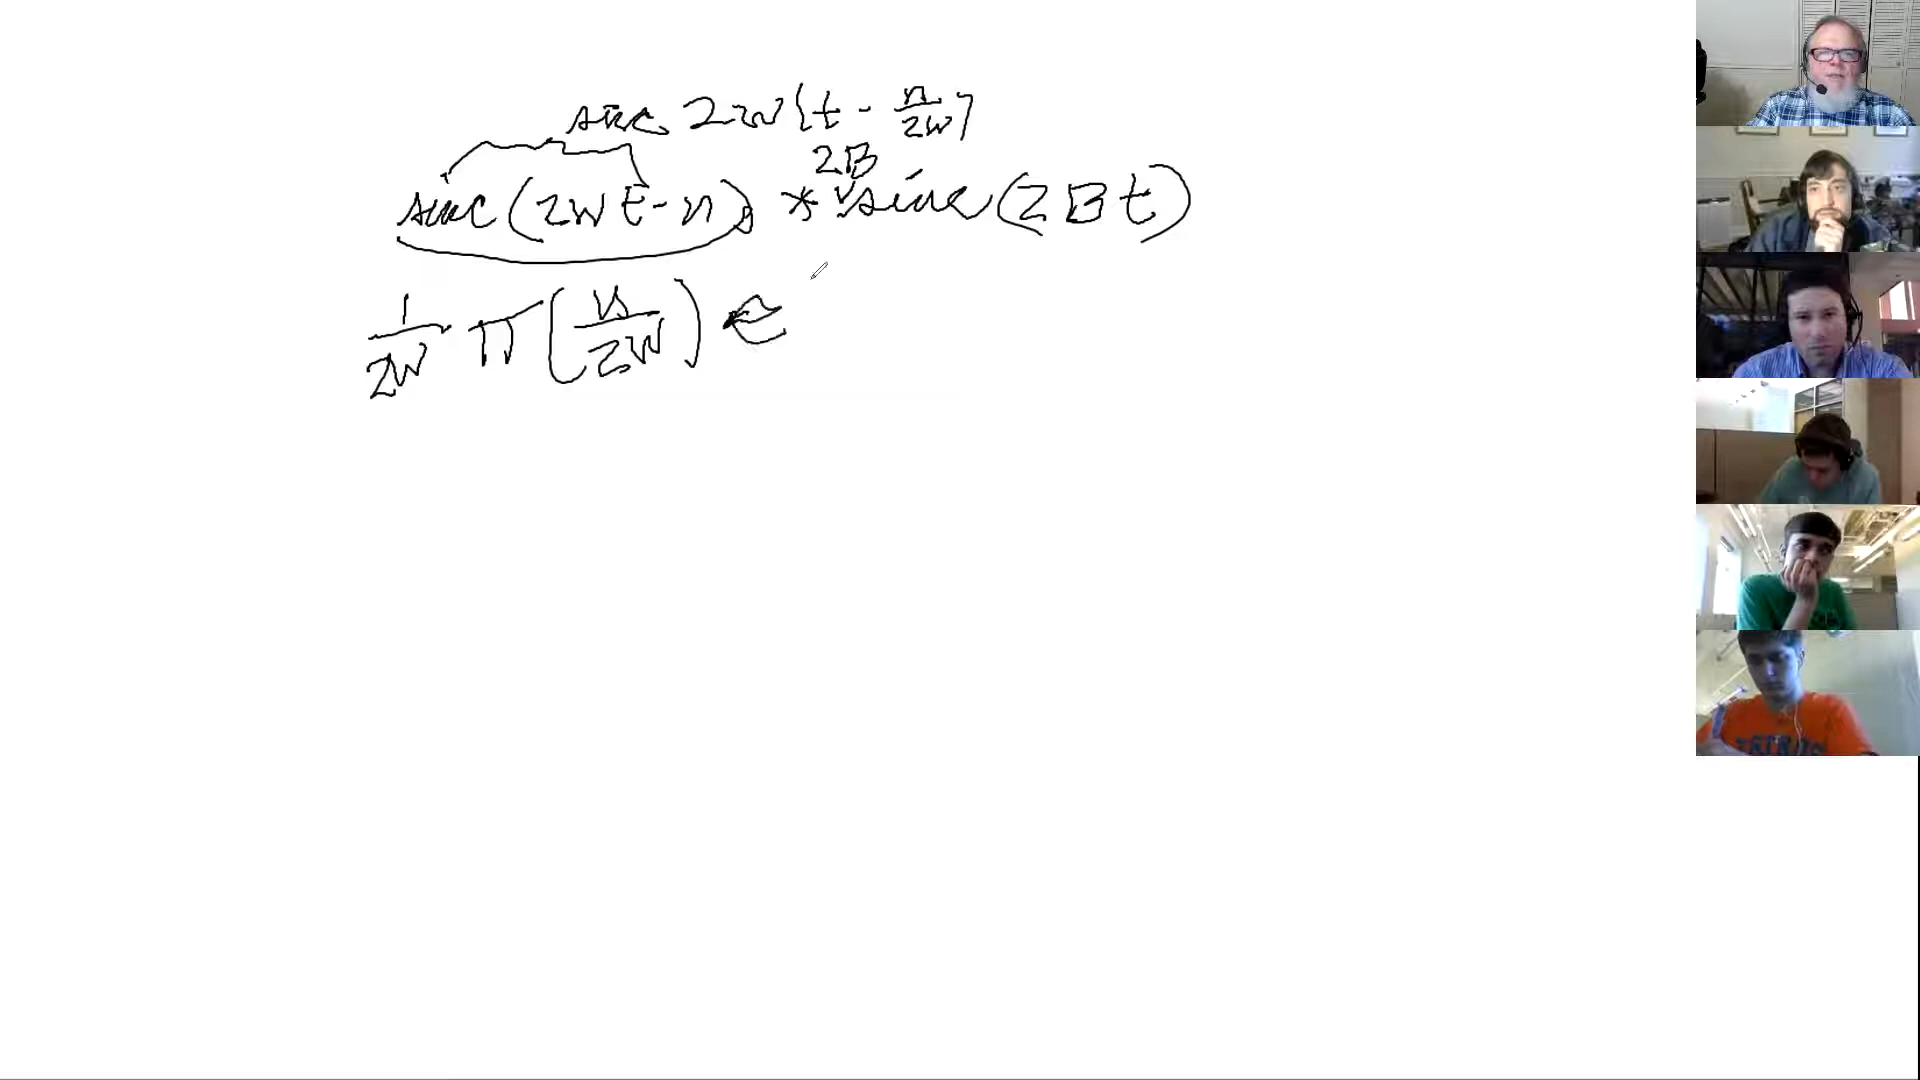 sinc 2W(t - n/2W)
2B
sinc(2Wt-n) * sinc(2Bt)
1/2W Π(u/2W) e